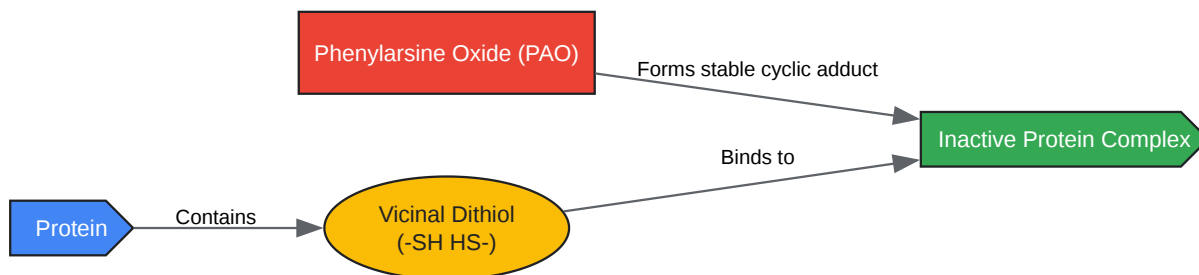 Phenylarsine Oxide (PAO)
Forms stable cyclic adduct
Inactive Protein Complex
Binds to
Protein
Contains
Vicinal Dithiol
(-SH HS-)